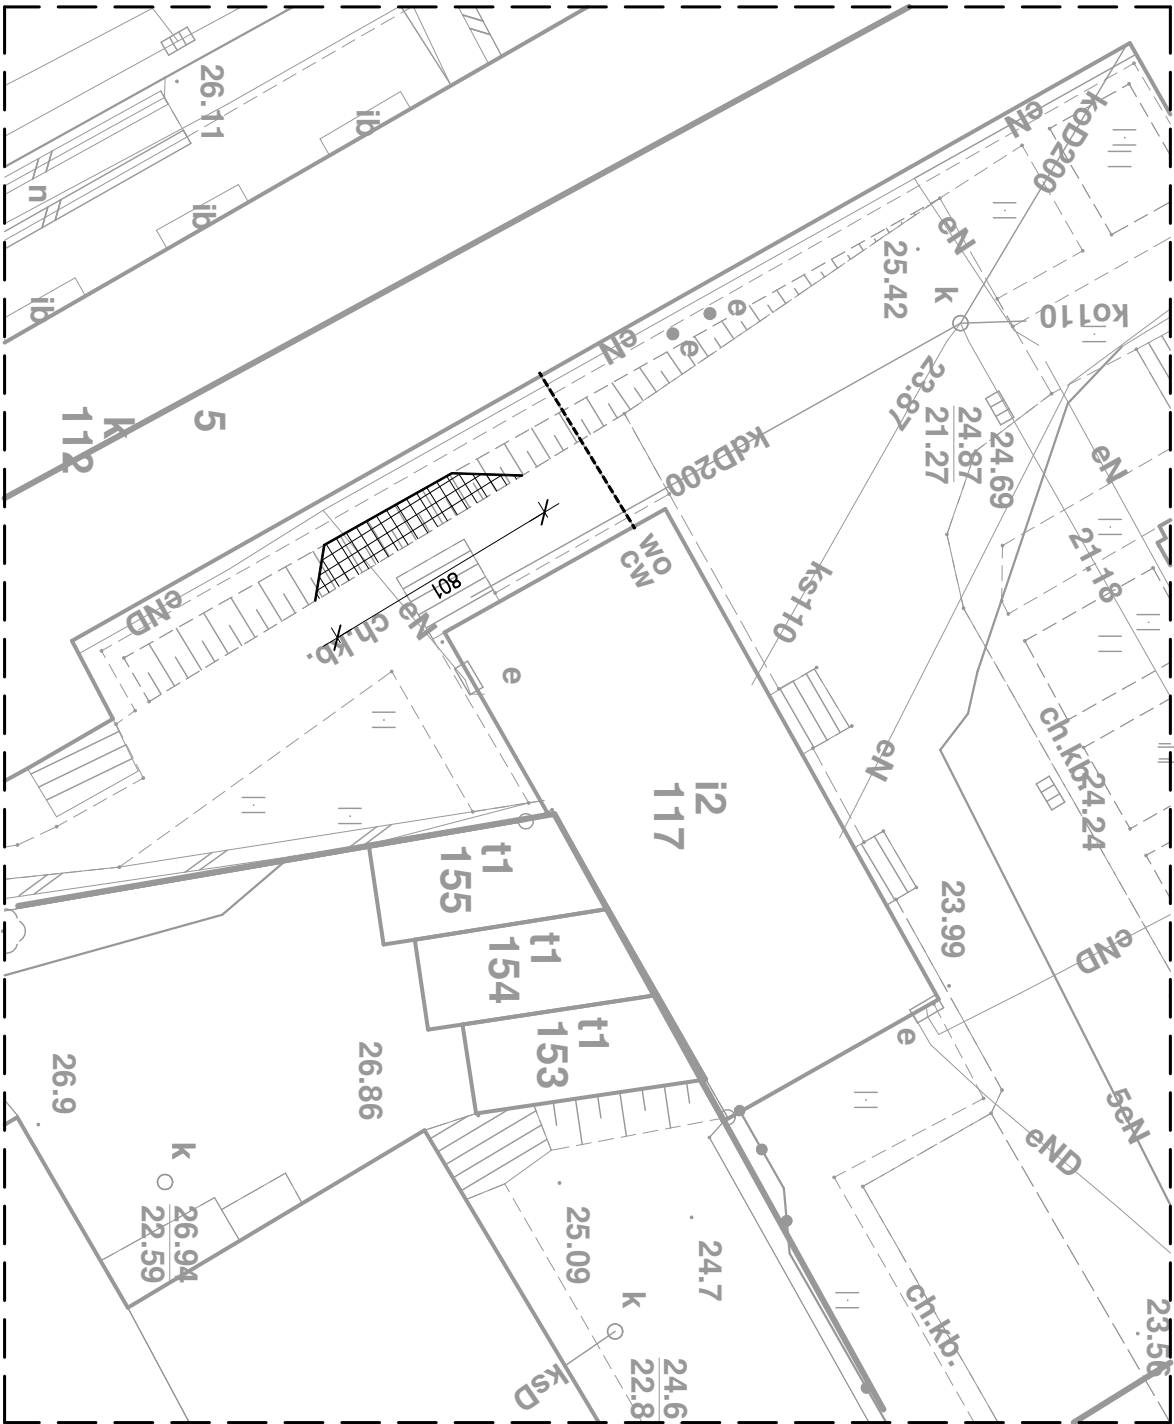 26.11
ib
n
ib
ib
5
k
112
eN
koD200
eN
25.42
k
ko110
e
e
eN
23.87
24.87
21.27
24.69
eN
koD200
wo
cw
801
eN
eND
ch.kb.
e
ks110
21.18
eN
ch.kb.
24.24
i2
117
23.99
eND
e
t1
155
t1
154
t1
153
26.9
26.86
5eN
eND
k
26.94
22.59
25.09
24.7
k
ksD
24.6
22.8
ch.kb.